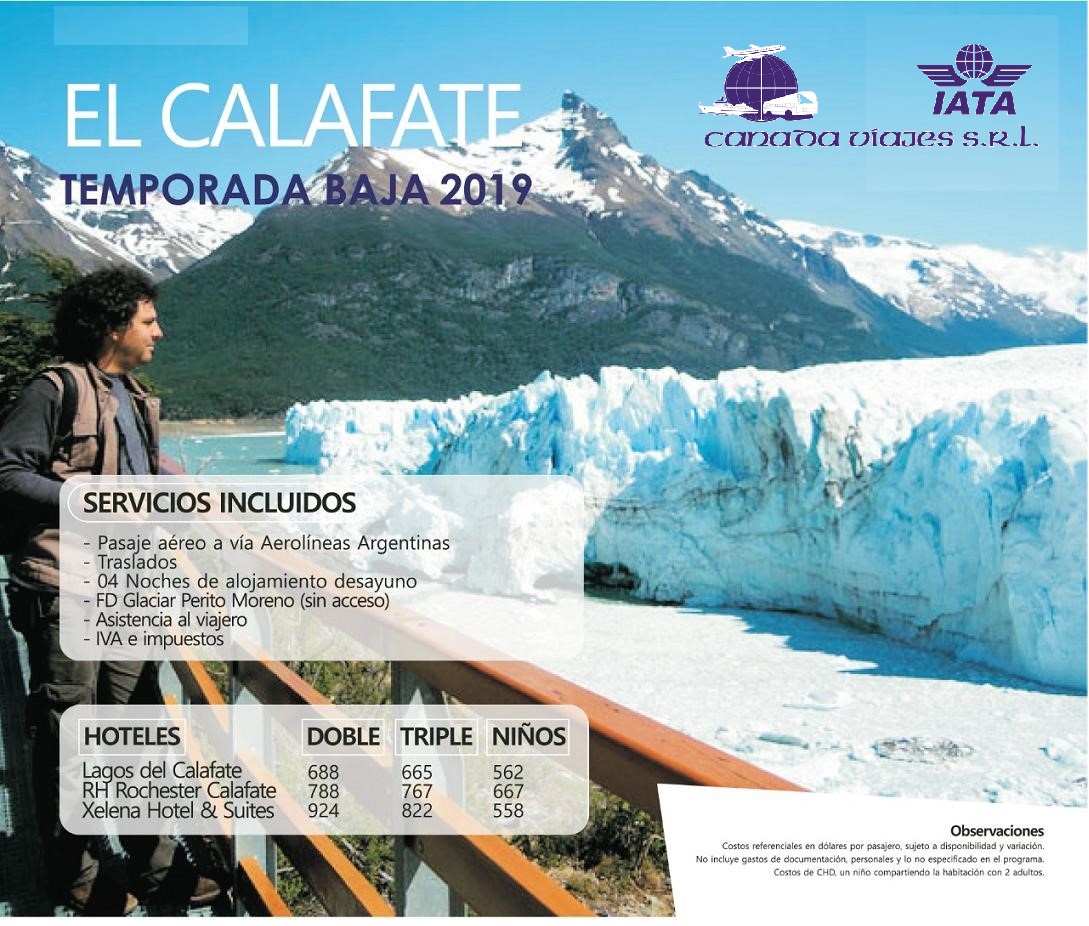 EL CALAFATE
TEMPORADA BAJA 2019
CANADA VIAJES S.R.L.
IATA
SERVICIOS INCLUIDOS
- Pasaje aéreo a vía Aerolíneas Argentinas
- Traslados
- 04 Noches de alojamiento desayuno
- FD Glaciar Perito Moreno (sin acceso)
- Asistencia al viajero
- IVA e impuestos
HOTELES DOBLE TRIPLE NIÑOS
Lagos del Calafate 688 665 562
RH Rochester Calafate 788 767 667
Xelena Hotel & Suites 924 822 558
Observaciones
Costos referenciales en dólares por pasajero, sujeto a disponibilidad y variación.
No incluye gastos de documentación, personales y lo no especificado en el programa.
Costos de CHD, un niño compartiendo la habitación con 2 adultos.